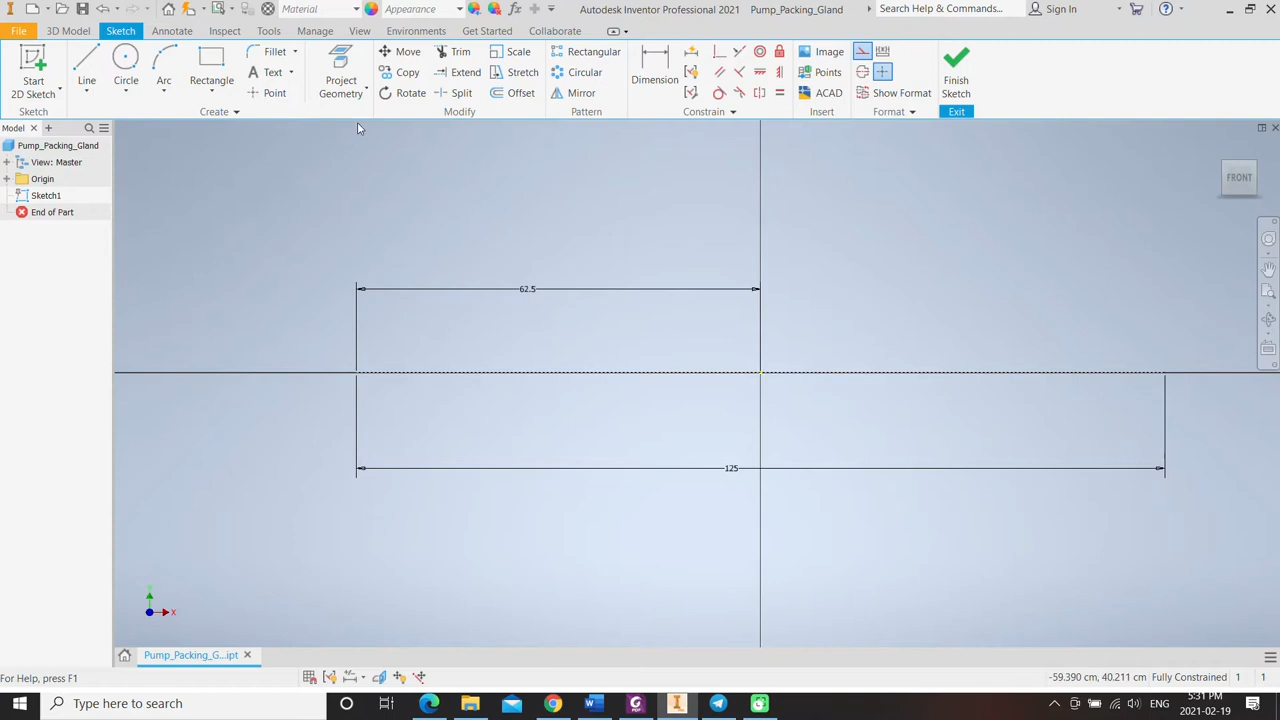 Material
Appearance
Autodesk Inventor Professional 2021 Pump_Packing_Gland
Search Help & Commands...
Sign In
File 3D Model Sketch Annotate Inspect Tools Manage View Environments Get Started Collaborate
Start
2D Sketch
Line
Circle
Arc
Rectangle
Fillet
Text
Point
Project
Geometry
Move
Copy
Rotate
Trim
Extend
Split
Scale
Stretch
Offset
Rectangular
Circular
Mirror
Dimension
Image
Points
ACAD
Show Format
Finish
Sketch
Sketch Create Modify Pattern Constrain Insert Format Exit
Model
Pump_Packing_Gland
View: Master
Origin
Sketch1
End of Part
FRONT
62.5
125
X
Pump_Packing_G...ipt
For Help, press F1
-59.390 cm, 40.211 cm Fully Constrained 1 1
Type here to search
ENG
5:31 PM
2021-02-19